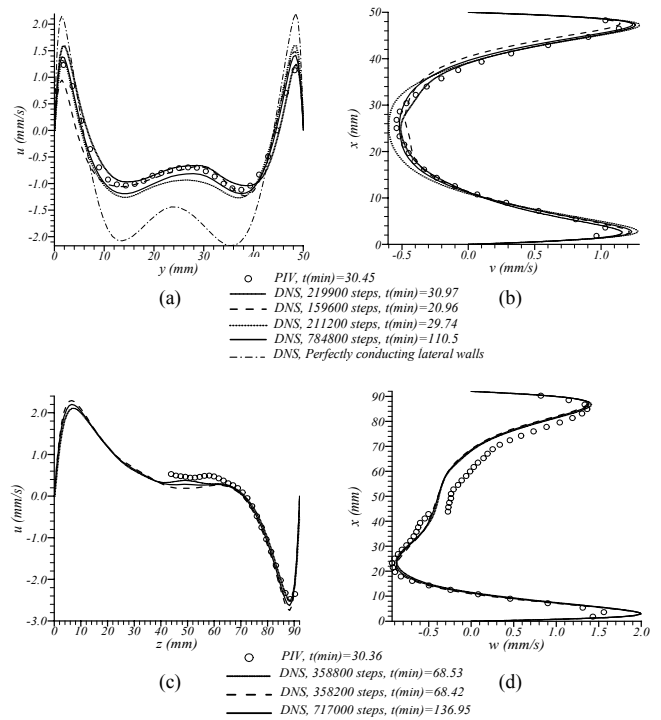 2.0
1.5
1.0
0.5
0.0
-0.5
-1.0
-1.5
-2.0
u (mm/s)
0 10 20 30 40 50
y (mm)
(a)
50
40
30
20
10
0
x (mm)
-0.5 0.0 0.5 1.0
v (mm/s)
(b)
PIV, t(min)=30.45
DNS, 219900 steps, t(min)=30.97
DNS, 159600 steps, t(min)=20.96
DNS, 211200 steps, t(min)=29.74
DNS, 784800 steps, t(min)=110.5
DNS, Perfectly conducting lateral walls
2.0
1.0
0.0
-1.0
-2.0
-3.0
u (mm/s)
0 10 20 30 40 50 60 70 80 90
z (mm)
(c)
90
80
70
60
50
40
30
20
10
0
x (mm)
-0.5 0.0 0.5 1.0 1.5 2.0
w (mm/s)
(d)
PIV, t(min)=30.36
DNS, 358800 steps, t(min)=68.53
DNS, 358200 steps, t(min)=68.42
DNS, 717000 steps, t(min)=136.95